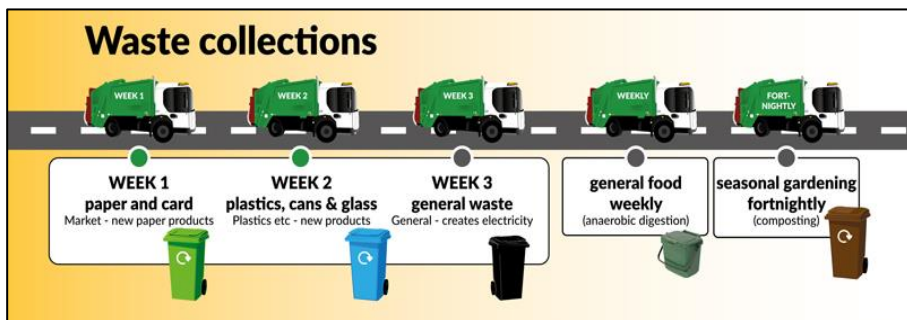 Waste collections
WEEK 1
WEEK 2
WEEK 3
WEEKLY
FORT-
NIGHTLY
WEEK 1
paper and card
Market - new paper products
WEEK 2
plastics, cans & glass
Plastics etc - new products
WEEK 3
general waste
General - creates electricity
general food
weekly
(anaerobic digestion)
seasonal gardening
fortnightly
(composting)